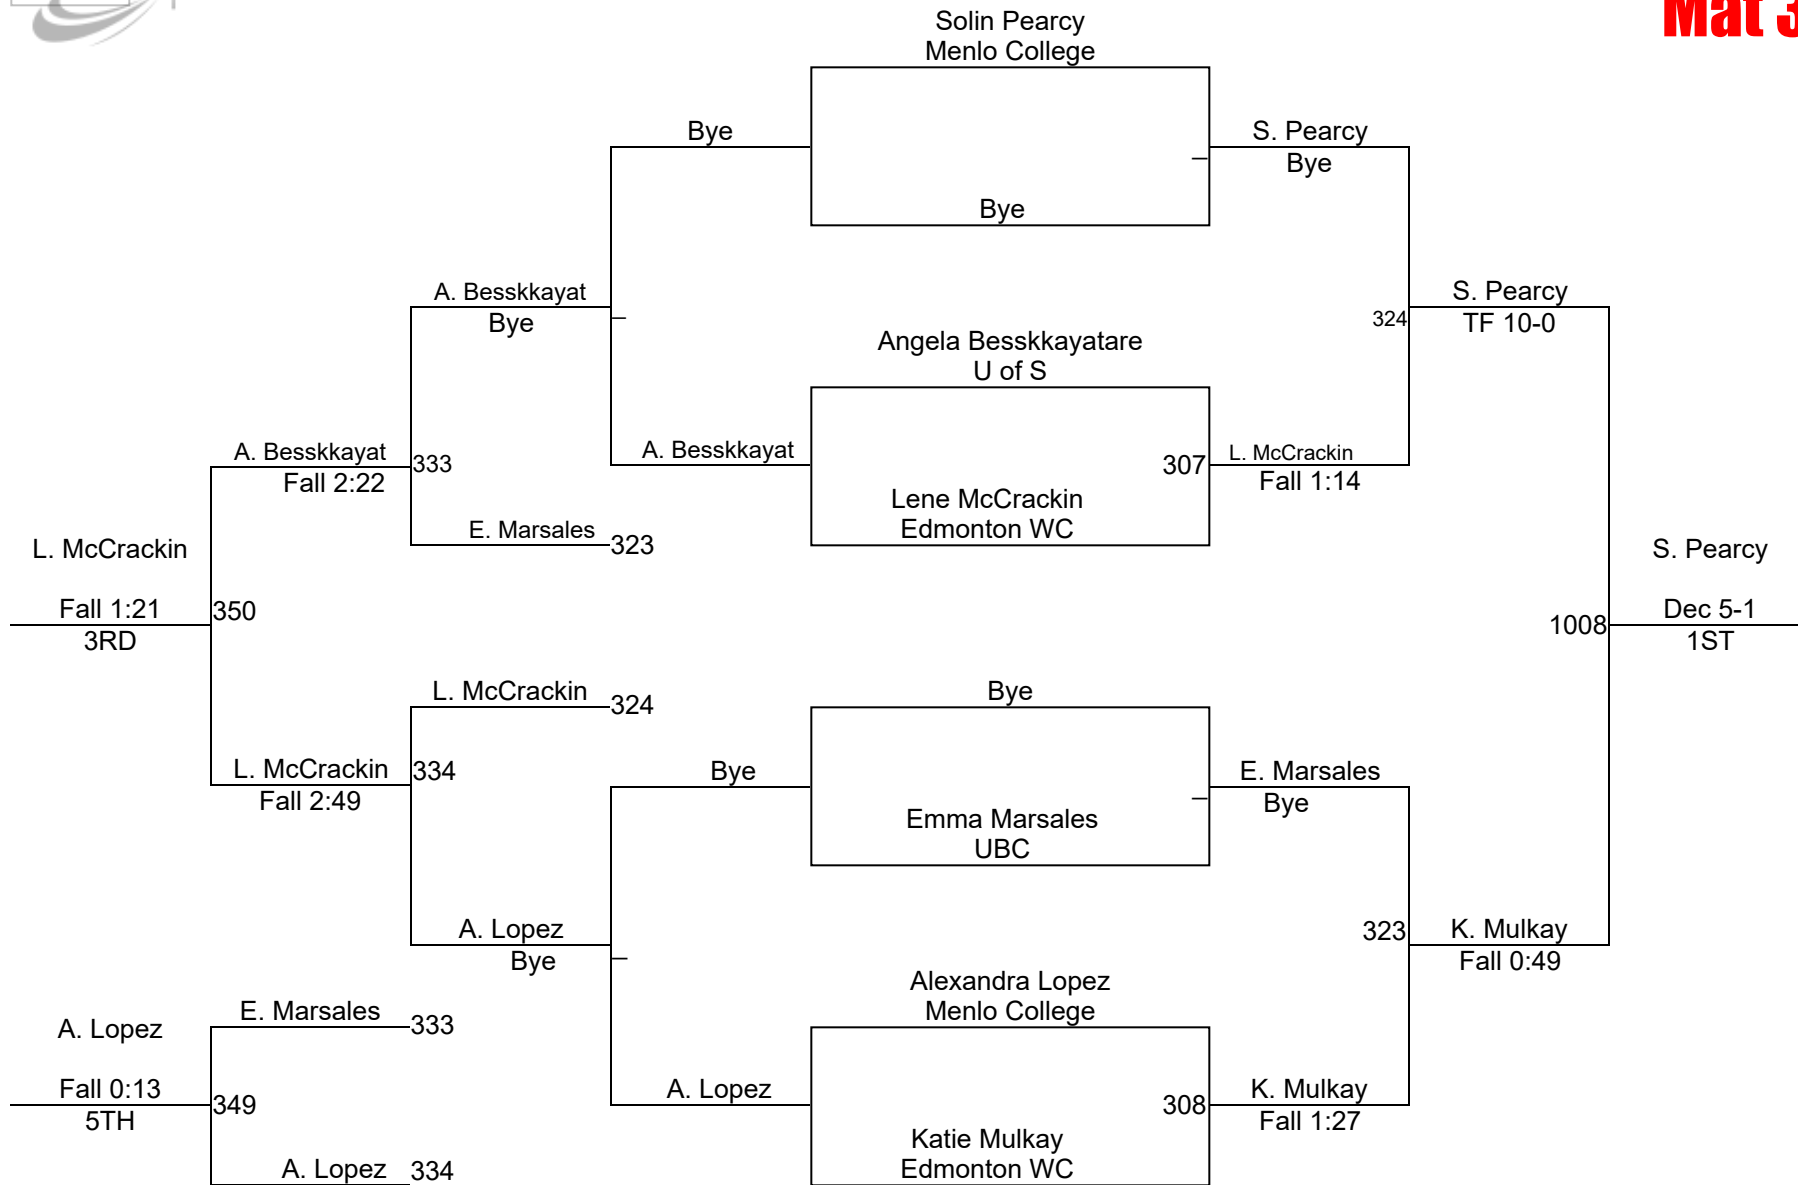 Mat 3
Solin Pearcy
Menlo College
Bye
S. Pearcy
Bye
Bye
A. Besskkayat
Bye
S. Pearcy
324
TF 10-0
Angela Besskkayatare
U of S
A. Besskkayat
333
Fall 2:22
A. Besskkayat
307
L. McCrackin
Fall 1:14
Lene McCrackin
Edmonton WC
E. Marsales
323
L. McCrackin
S. Pearcy
Fall 1:21
350
3RD
1008
Dec 5-1
1ST
L. McCrackin
324
Bye
L. McCrackin
334
Fall 2:49
Bye
E. Marsales
Bye
Emma Marsales
UBC
A. Lopez
Bye
323
K. Mulkay
Fall 0:49
Alexandra Lopez
Menlo College
E. Marsales
333
A. Lopez
Fall 0:13
349
5TH
A. Lopez
308
K. Mulkay
Fall 1:27
Katie Mulkay
Edmonton WC
A. Lopez
334